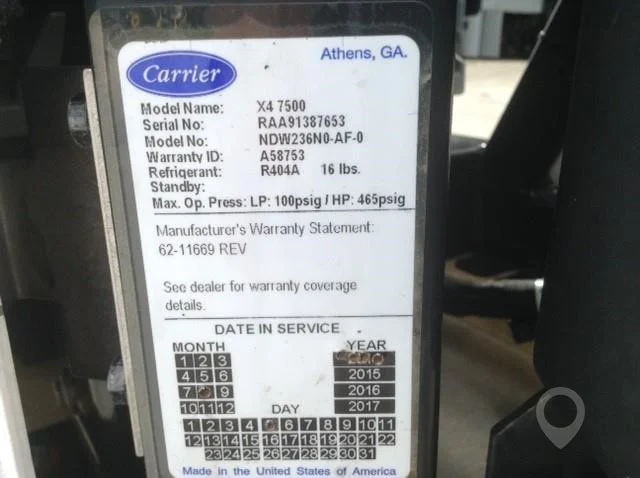 Carrier
Athens, GA.
Model Name: X4 7500
Serial No: RAA91387653
Model No: NDW236N0-AF-0
Warranty ID: A58753
Refrigerant: R404A 16 lbs.
Standby:
Max. Op. Press: LP: 100psig / HP: 465psig
Manufacturer's Warranty Statement:
62-11669 REV
See dealer for warranty coverage
details.
DATE IN SERVICE
MONTH YEAR
1 2 3
4 5 6 2015
7 9 2016
10 11 12 DAY 2017
1 2 3 4 6 7 8 9 10 11
12 13 14 15 16 17 18 19 20 21 22
23 24 25 26 27 28 29 30 31
Made in the United States of America